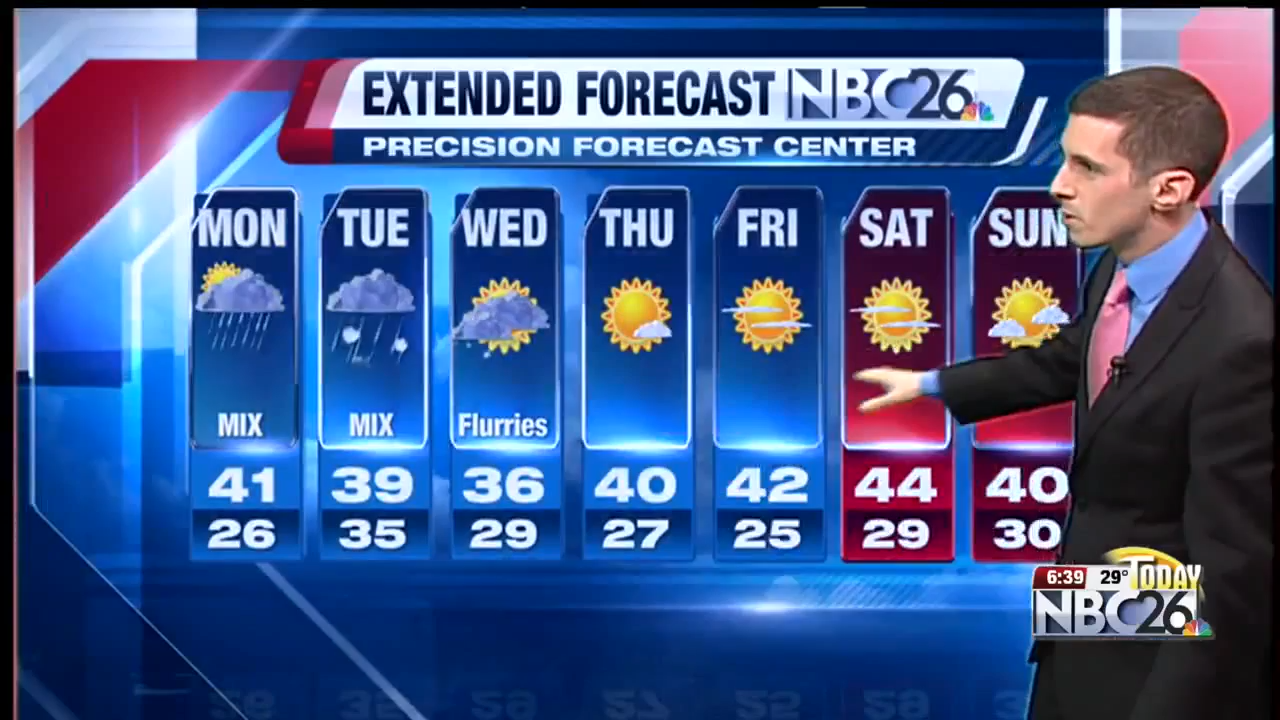 EXTENDED FORECAST NBC26
PRECISION FORECAST CENTER
MON TUE WED THU FRI SAT SUN
MIX MIX Flurries
41 39 36 40 42 44 40
26 35 29 27 25 29 30
6:39 29° TODAY
NBC26